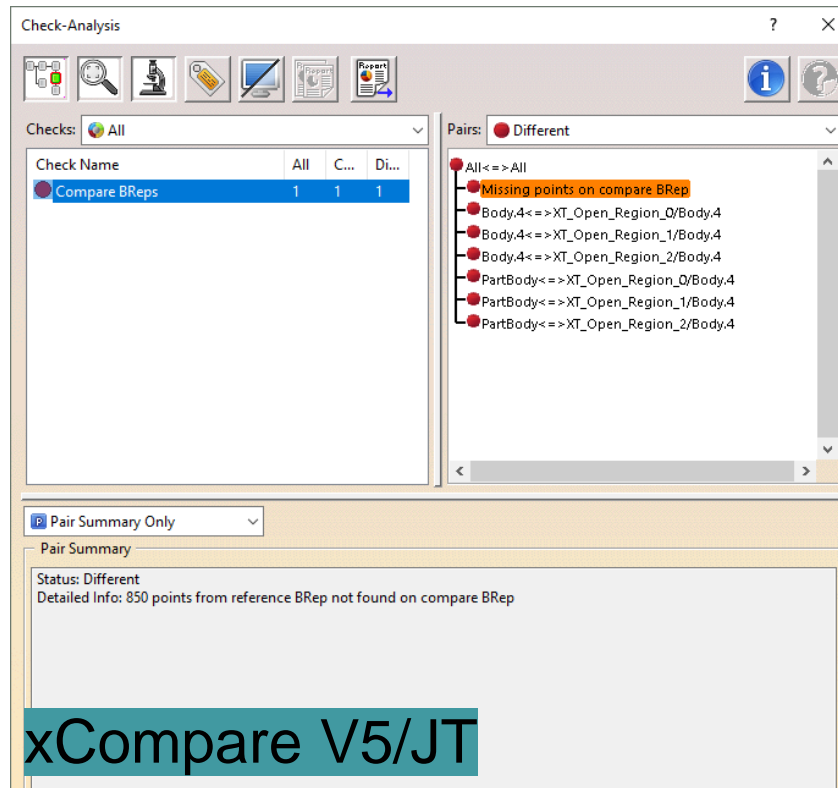 Check-Analysis
?
Report
Report
Checks: All
Pairs: Different
Check Name All C... Di...
Compare BReps 1 1 1
All<=>All
Missing points on compare BRep
Body.4<=>XT_Open_Region_0/Body.4
Body.4<=>XT_Open_Region_1/Body.4
Body.4<=>XT_Open_Region_2/Body.4
PartBody<=>XT_Open_Region_0/Body.4
PartBody<=>XT_Open_Region_1/Body.4
PartBody<=>XT_Open_Region_2/Body.4
P Pair Summary Only
Pair Summary
Status: Different
Detailed Info: 850 points from reference BRep not found on compare BRep
xCompare V5/JT